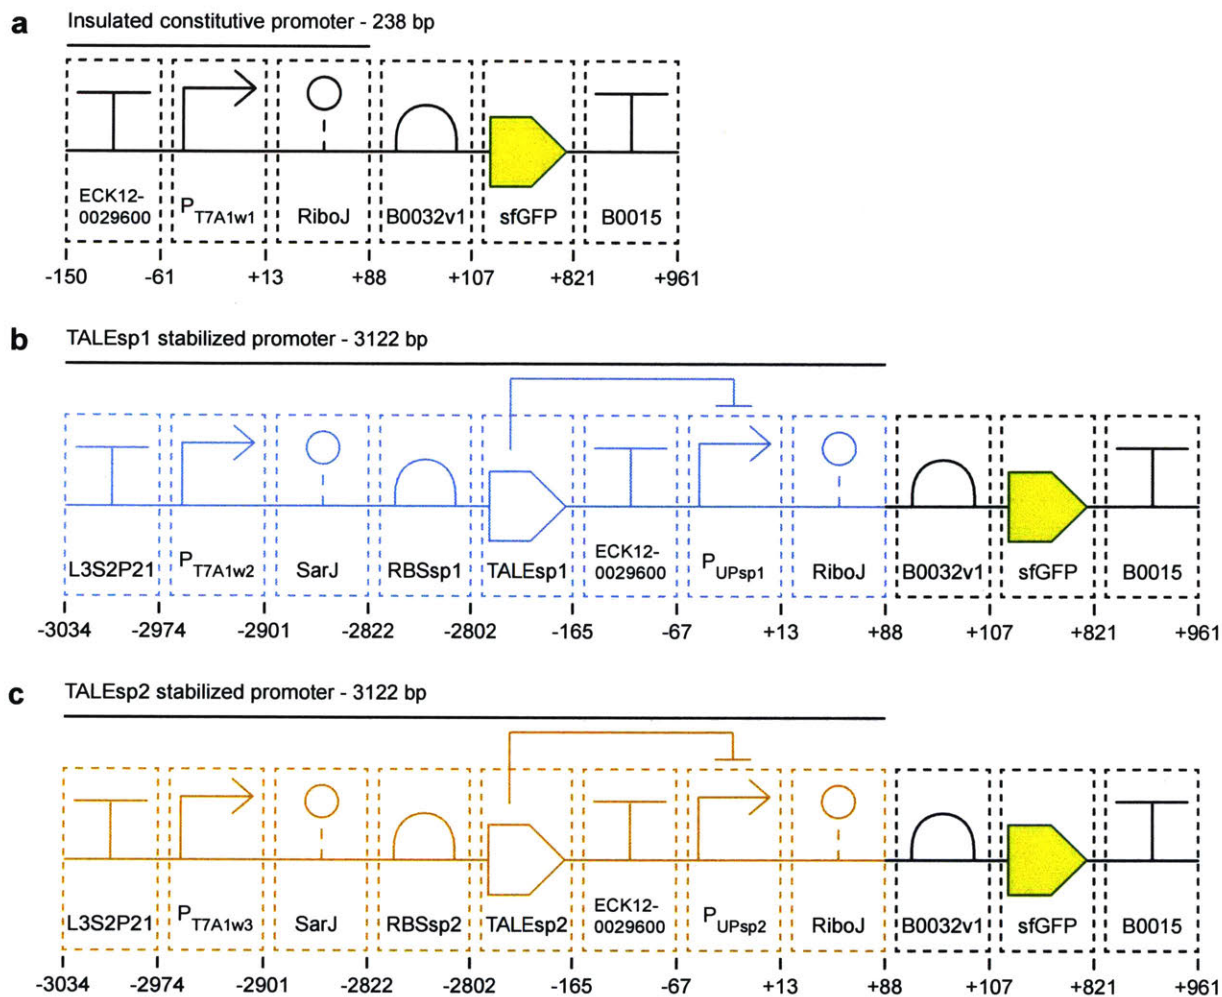 a
Insulated constitutive promoter - 238 bp
ECK12-
0029600
PT7A1w1
RiboJ
B0032v1
sfGFP
B0015
-150 -61 +13 +88 +107 +821 +961
b
TALEsp1 stabilized promoter - 3122 bp
L3S2P21
PT7A1w2
SarJ
RBSsp1
TALEsp1
ECK12-
0029600
PUPsp1
RiboJ
B0032v1
sfGFP
B0015
-3034 -2974 -2901 -2822 -2802 -165 -67 +13 +88 +107 +821 +961
c
TALEsp2 stabilized promoter - 3122 bp
L3S2P21
PT7A1w3
SarJ
RBSsp2
TALEsp2
ECK12-
0029600
PUPsp2
RiboJ
B0032v1
sfGFP
B0015
-3034 -2974 -2901 -2822 -2802 -165 -67 +13 +88 +107 +821 +961